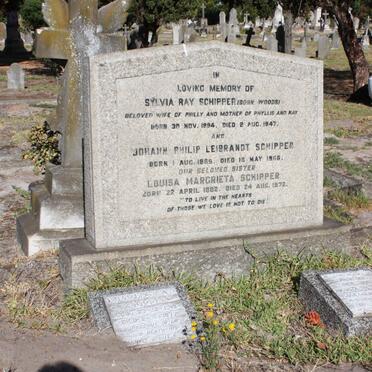 IN
LOVING MEMORY OF
SYLVIA RAY SCHIPPER (BORN WOODS)
BELOVED WIFE OF PHILLY AND MOTHER OF PHYLLIS AND RAY
BORN 30 NOV. 1894. DIED 2 AUG. 1947.
AND
JOHANN PHILIP LEIBRANDT SCHIPPER
BORN 1 AUG. 1885. DIED 16 MAY 1966.
OUR BELOVED SISTER
LOUISA MARGRIETA SCHIPPER
BORN 22 APRIL 1882. DIED 24 AUG. 1972.
"TO LIVE IN THE HEARTS
OF THOSE WE LOVE IS NOT TO DIE"